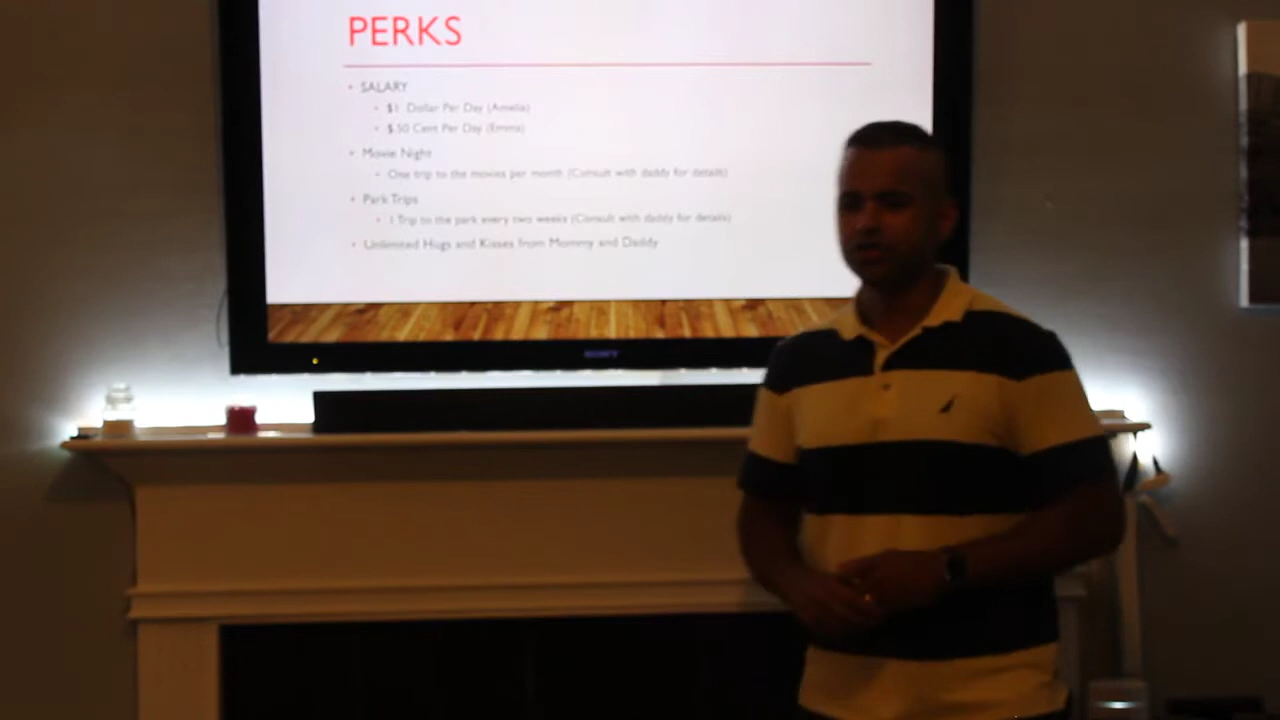 PERKS
SALARY
$1 Dollar Per Day (Amelia)
$.50 Cent Per Day (Emma)
Movie Night
One trip to the movies per month (Consult with daddy for details)
Park Trips
1 Trip to the park every two weeks (Consult with daddy for details)
Unlimited Hugs and Kisses from Mommy and Daddy
SONY